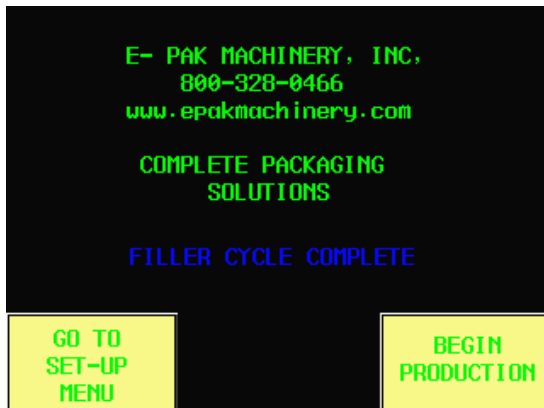 E- PAK MACHINERY, INC,
800-328-0466
www.epakmachinery.com
COMPLETE PACKAGING
SOLUTIONS
FILLER CYCLE COMPLETE
GO TO
SET-UP
MENU
BEGIN
PRODUCTION